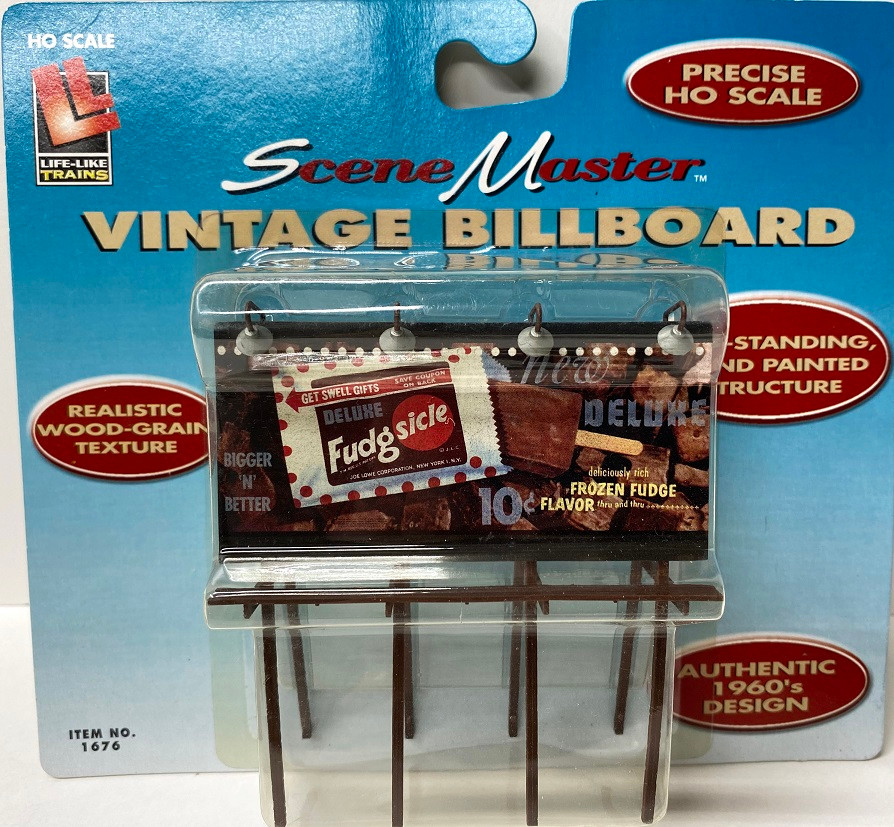 HO SCALE
LIFE-LIKE
TRAINS
PRECISE
HO SCALE
Scene Master™
VINTAGE BILLBOARD
-STANDING,
ND PAINTED
TRUCTURE
REALISTIC
WOOD-GRAIN
TEXTURE
GET SWELL GIFTS
SAVE COUPON
ON BACK
DELUXE
Fudgsicle
JOE LOWE CORPORATION, NEW YORK 1, N.Y.
BIGGER
'N'
BETTER
new
DELUXE
10¢
deliciously rich
FROZEN FUDGE
FLAVOR thru and thru
AUTHENTIC
1960's
DESIGN
ITEM NO.
1676